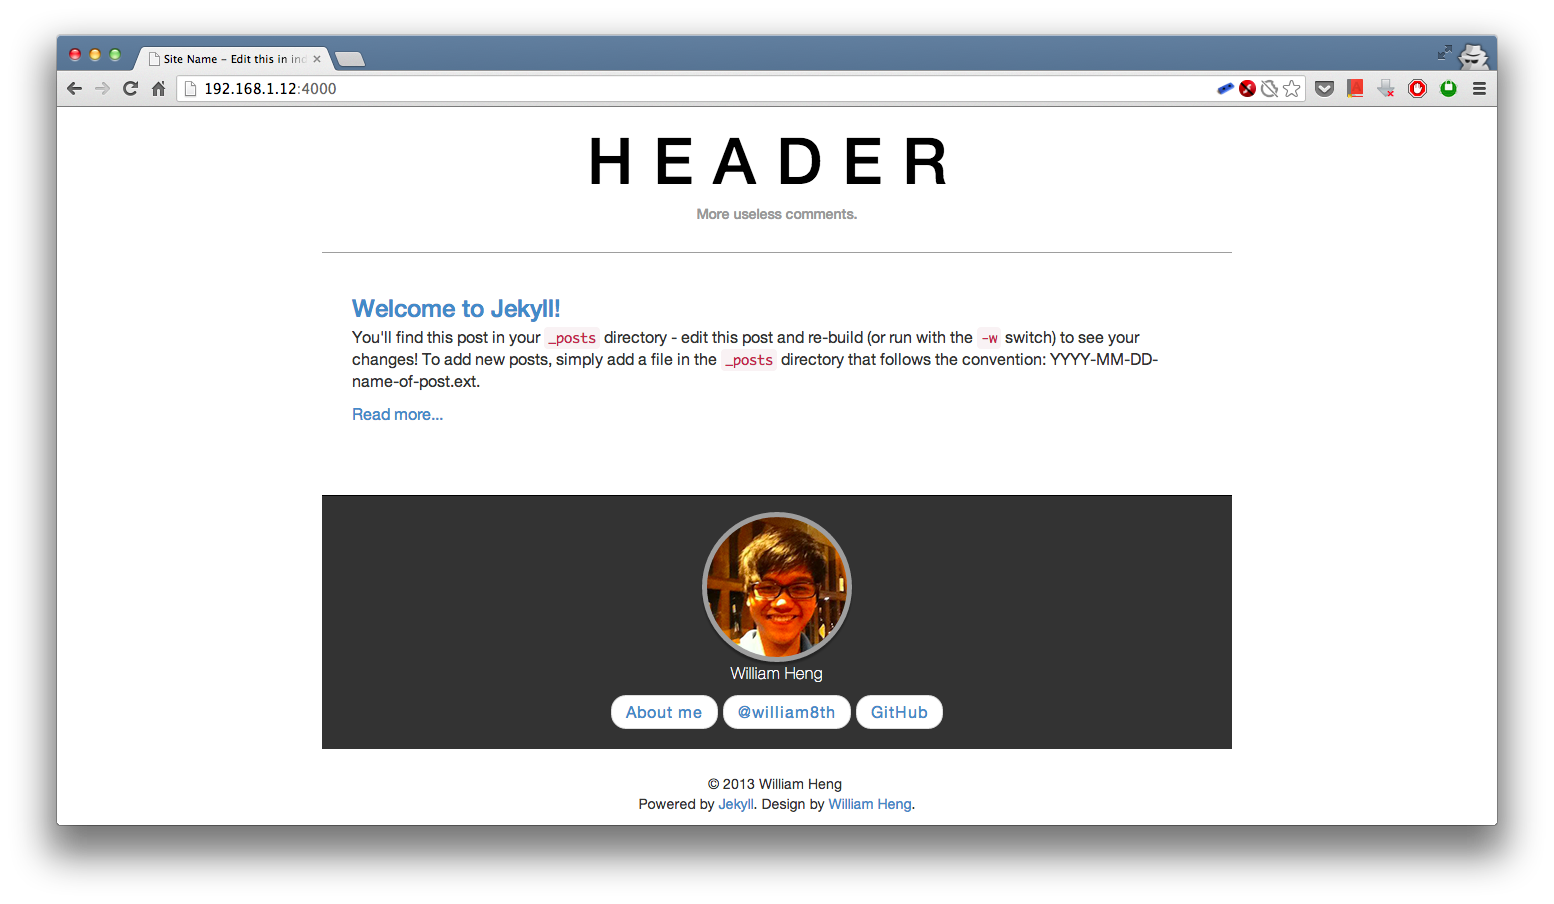 Site Name – Edit this in in
192.168.1.12:4000
HEADER
More useless comments.
Welcome to Jekyll!
You'll find this post in your _posts directory - edit this post and re-build (or run with the -w switch) to see your
changes! To add new posts, simply add a file in the _posts directory that follows the convention: YYYY-MM-DD-
name-of-post.ext.
Read more...
William Heng
About me
@william8th
GitHub
© 2013 William Heng
Powered by Jekyll. Design by William Heng.